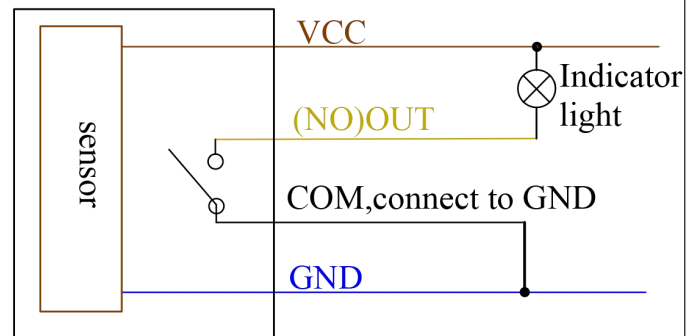 VCC
Indicator
light
(NO)OUT
sensor
COM,connect to GND
GND